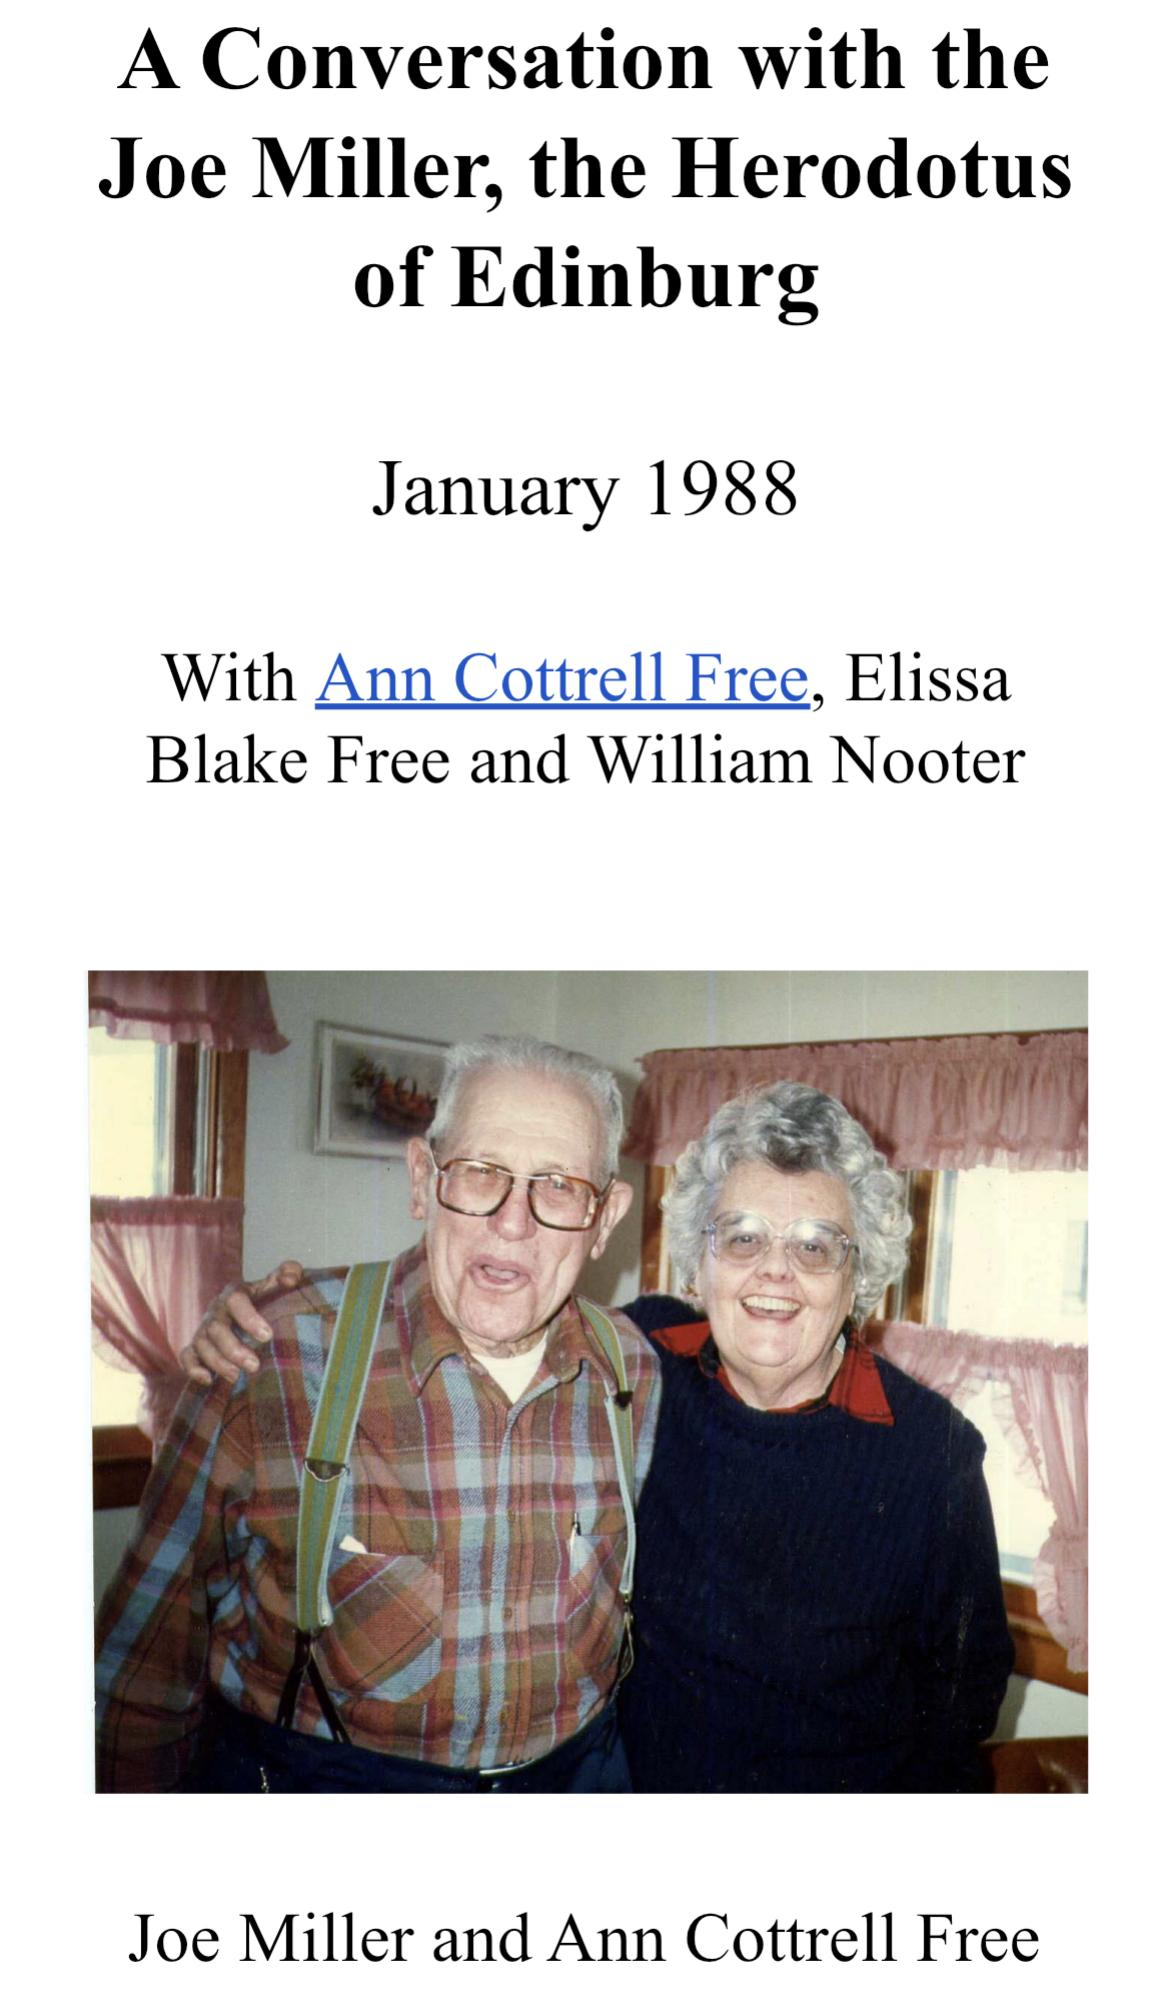 A Conversation with the
Joe Miller, the Herodotus
of Edinburg
January 1988
With Ann Cottrell Free, Elissa
Blake Free and William Nooter
Joe Miller and Ann Cottrell Free